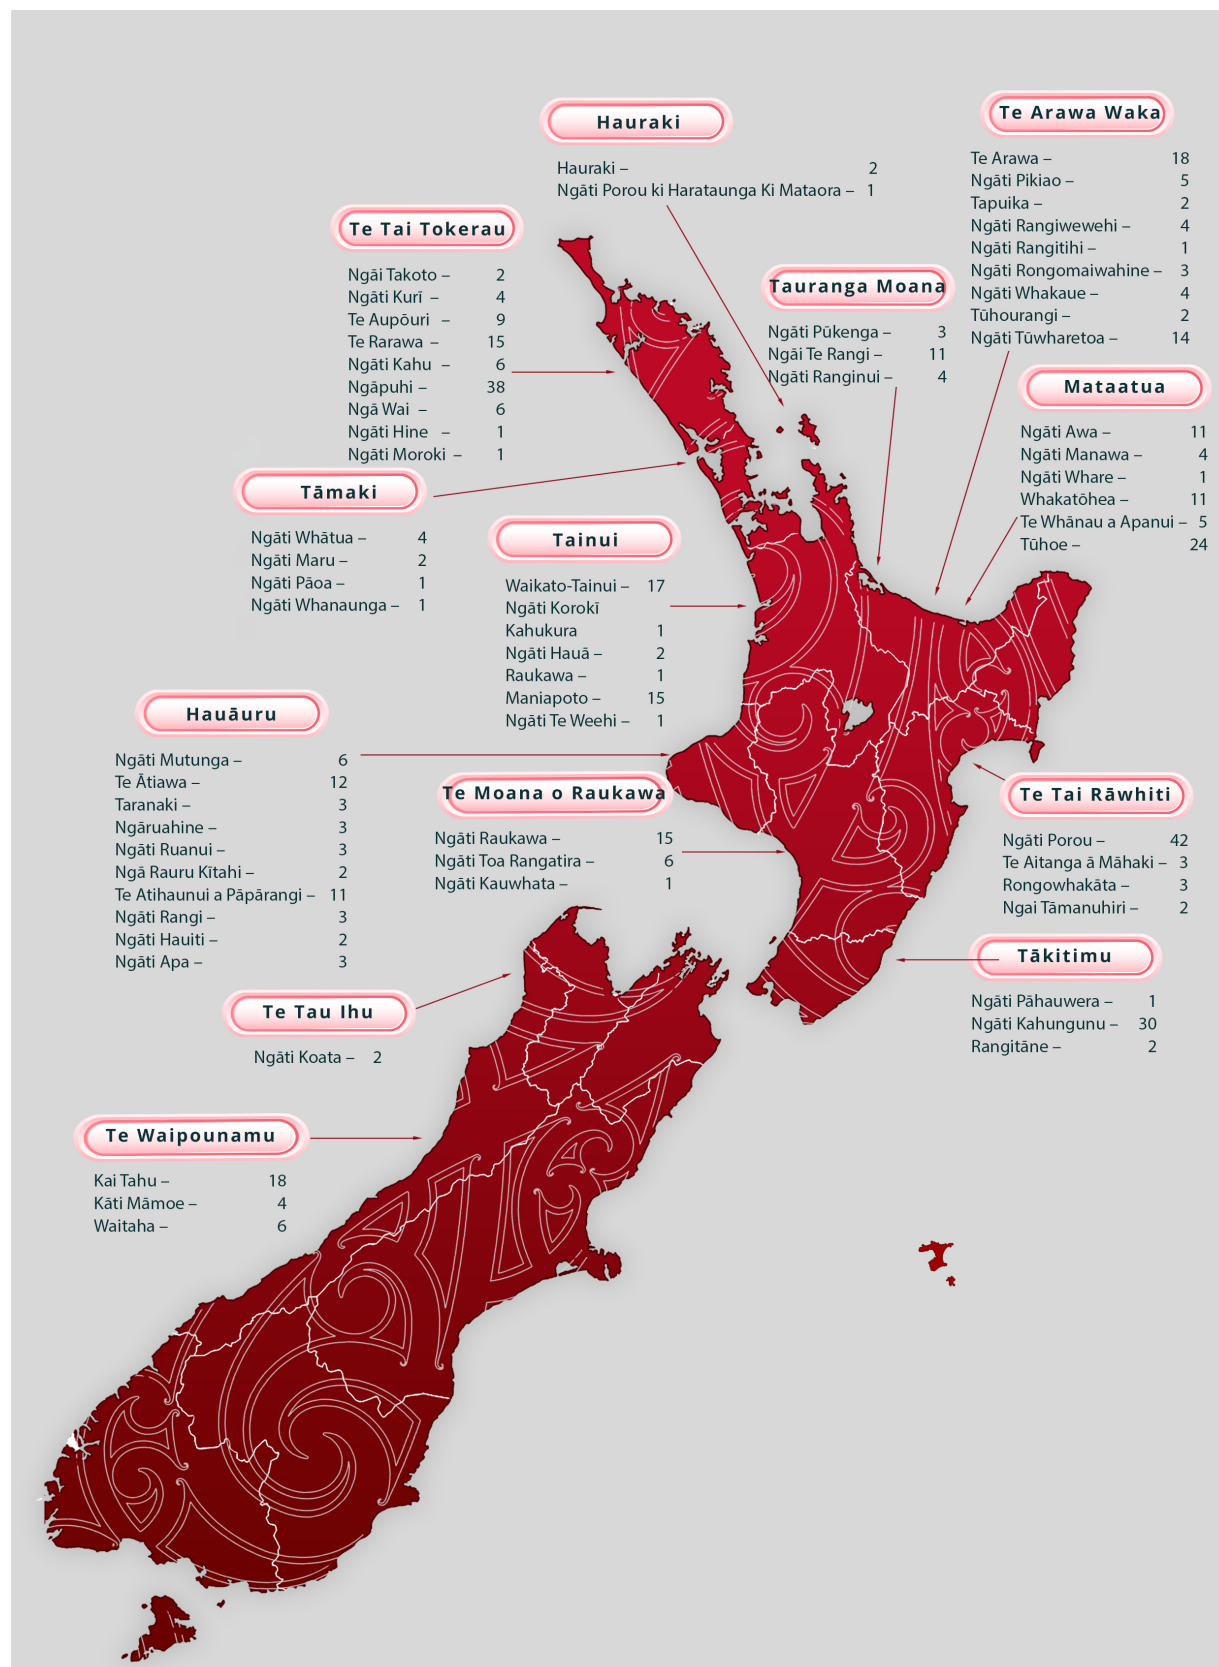 Hauraki
Hauraki – 2
Ngāti Porou ki Harataunga Ki Mataora – 1
Te Arawa Waka
Te Arawa – 18
Ngāti Pikiao – 5
Tapuika – 2
Ngāti Rangiwewehi – 4
Ngāti Rangitihi – 1
Ngāti Rongomaiwahine – 3
Ngāti Whakaue – 4
Tūhourangi – 2
Ngāti Tūwharetoa – 14
Te Tai Tokerau
Ngāi Takoto – 2
Ngāti Kurī – 4
Te Aupōuri – 9
Te Rarawa – 15
Ngāti Kahu – 6
Ngāpuhi – 38
Ngā Wai – 6
Ngāti Hine – 1
Ngāti Moroki – 1
Tauranga Moana
Ngāti Pūkenga – 3
Ngāi Te Rangi – 11
Ngāti Ranginui – 4
Mataatua
Ngāti Awa – 11
Ngāti Manawa – 4
Ngāti Whare – 1
Whakatōhea – 11
Te Whānau a Apanui – 5
Tūhoe – 24
Tāmaki
Ngāti Whātua – 4
Ngāti Maru – 2
Ngāti Pāoa – 1
Ngāti Whanaunga – 1
Tainui
Waikato-Tainui – 17
Ngāti Korokī
Kahukura 1
Ngāti Hauā – 2
Raukawa – 1
Maniapoto – 15
Ngāti Te Weehi – 1
Hauāuru
Ngāti Mutunga – 6
Te Ātiawa – 12
Taranaki – 3
Ngāruahine – 3
Ngāti Ruanui – 3
Ngā Rauru Kītahi – 2
Te Atihaunui a Pāpārangi – 11
Ngāti Rangi – 3
Ngāti Hauiti – 2
Ngāti Apa – 3
Te Moana o Raukawa
Ngāti Raukawa – 15
Ngāti Toa Rangatira – 6
Ngāti Kauwhata – 1
Te Tai Rāwhiti
Ngāti Porou – 42
Te Aitanga ā Māhaki – 3
Rongowhakāta – 3
Ngai Tāmanuhiri – 2
Tākitimu
Ngāti Pāhauwera – 1
Ngāti Kahungunu – 30
Rangitāne – 2
Te Tau Ihu
Ngāti Koata – 2
Te Waipounamu
Kai Tahu – 18
Kāti Māmoe – 4
Waitaha – 6